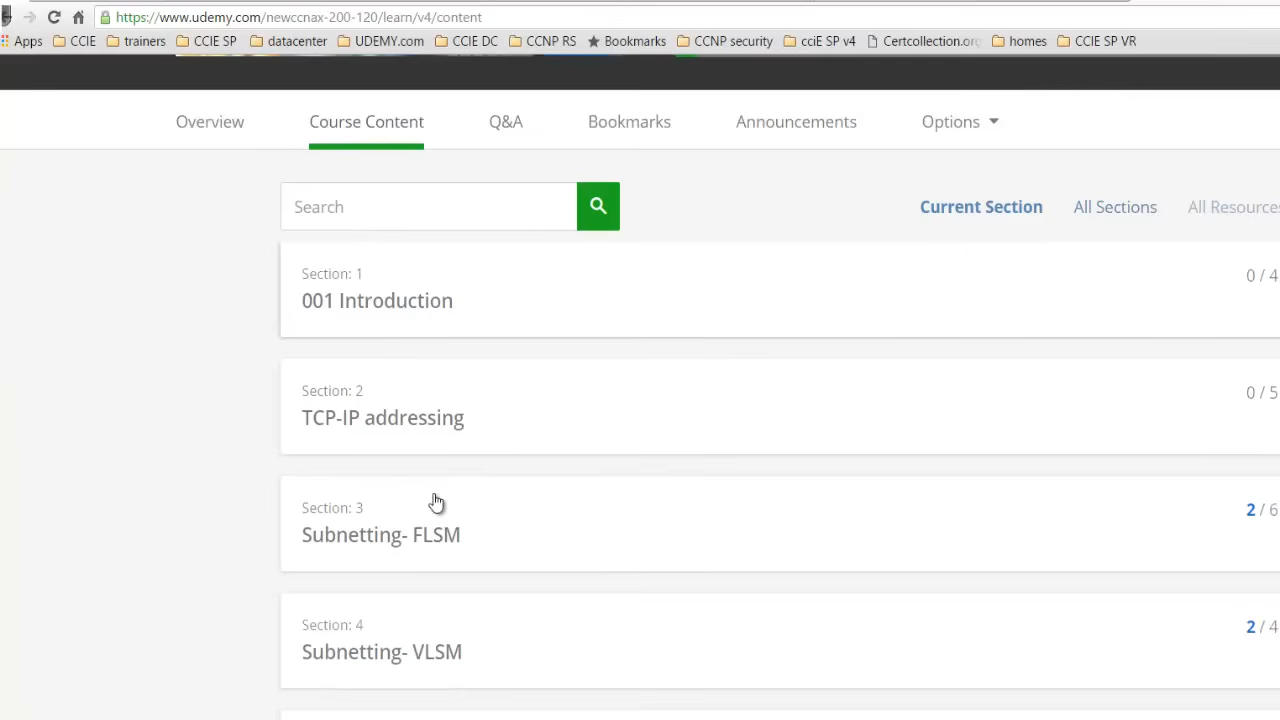 https://www.udemy.com/newccnax-200-120/learn/v4/content
Apps CCIE trainers CCIE SP datacenter UDEMY.com CCIE DC CCNP RS Bookmarks CCNP security cciE SP v4 Certcollection.org homes CCIE SP VR
Overview Course Content Q&A Bookmarks Announcements Options
Search Current Section All Sections All Resources
Section: 1
001 Introduction 0 / 4
Section: 2
TCP-IP addressing 0 / 5
Section: 3
Subnetting- FLSM 2 / 6
Section: 4
Subnetting- VLSM 2 / 4